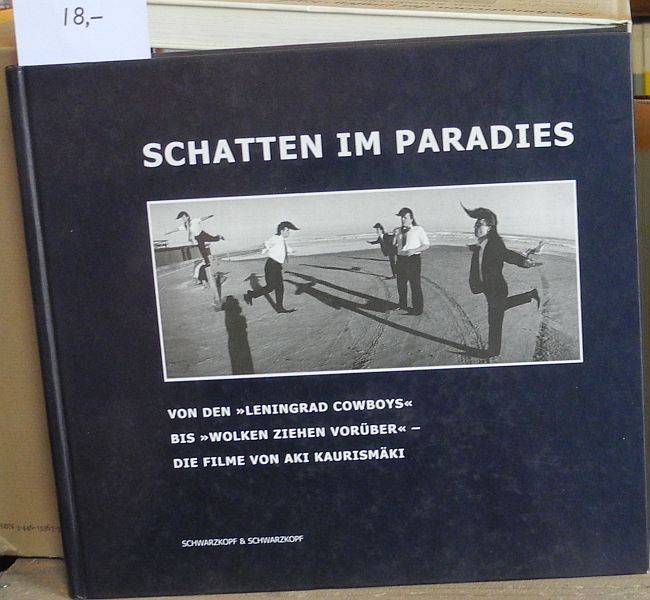 18,-
SCHATTEN IM PARADIES
VON DEN »LENINGRAD COWBOYS«
BIS »WOLKEN ZIEHEN VORÜBER« –
DIE FILME VON AKI KAURISMÄKI
SCHWARZKOPF & SCHWARZKOPF